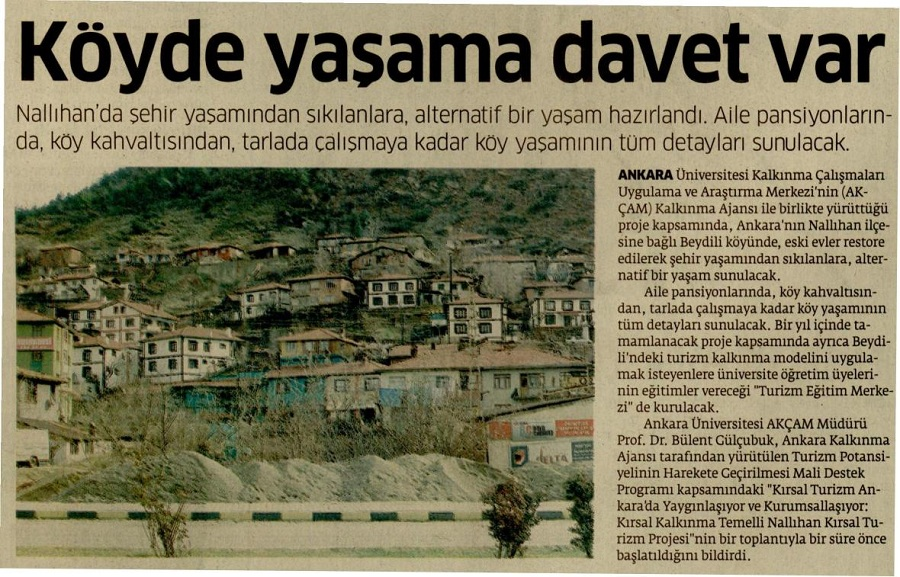 Köyde yaşama davet var
Nallıhan'da şehir yaşamından sıkılanlara, alternatif bir yaşam hazırlandı. Aile pansiyonların-
da, köy kahvaltısından, tarlada çalışmaya kadar köy yaşamının tüm detayları sunulacak.
ANKARA Üniversitesi Kalkınma Çalışmaları
Uygulama ve Araştırma Merkezi'nin (AK-
ÇAM) Kalkınma Ajansı ile birlikte yürüttüğü
proje kapsamında, Ankara'nın Nallıhan ilçe-
sine bağlı Beydili köyünde, eski evler restore
edilerek şehir yaşamından sıkılanlara, alter-
natif bir yaşam sunulacak.
Aile pansiyonlarında, köy kahvaltısın-
dan, tarlada çalışmaya kadar köy yaşamının
tüm detayları sunulacak. Bir yıl içinde ta-
mamlanacak proje kapsamında ayrıca Beydi-
li'ndeki turizm kalkınma modelini uygula-
mak isteyenlere üniversite öğretim üyeleri-
nin eğitimler vereceği "Turizm Eğitim Merke-
zi" de kurulacak.
Ankara Üniversitesi AKÇAM Müdürü
Prof. Dr. Bülent Gülçubuk, Ankara Kalkınma
Ajansı tarafından yürütülen Turizm Potansi-
yelinin Harekete Geçirilmesi Mali Destek
Programı kapsamındaki "Kırsal Turizm An-
kara'da Yaygınlaşıyor ve Kurumsallaşıyor:
Kırsal Kalkınma Temelli Nallıhan Kırsal Tu-
rizm Projesi"nin bir toplantıyla bir süre önce
başlatıldığını bildirdi.
DELTA